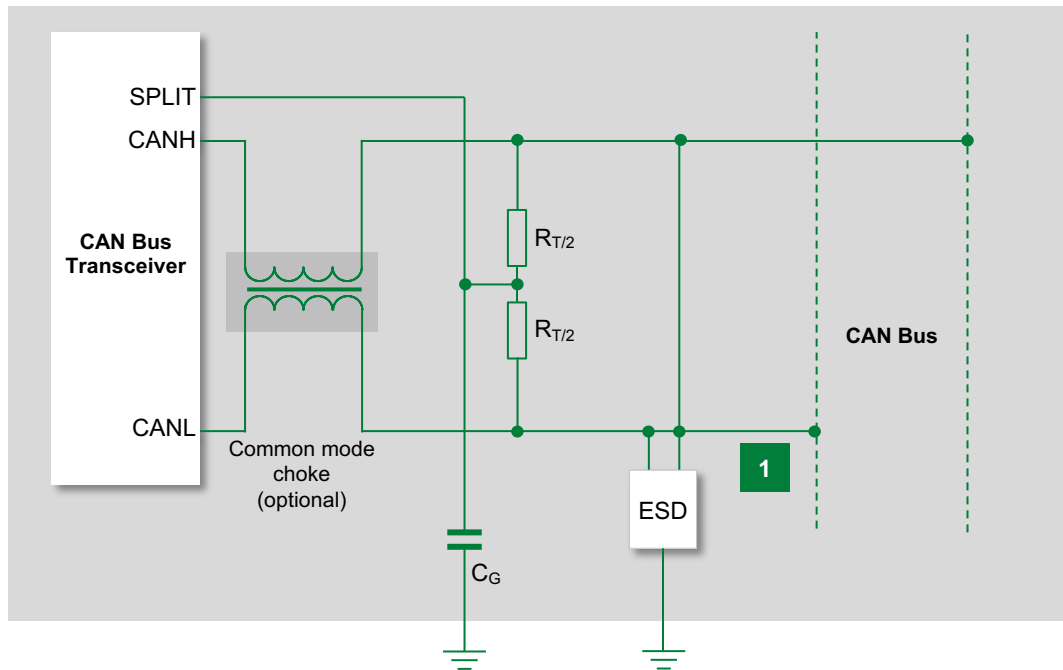 SPLIT
CANH
CAN Bus
Transceiver
CANL
Common mode
choke
(optional)
RT/2
RT/2
CG
ESD
1
CAN Bus